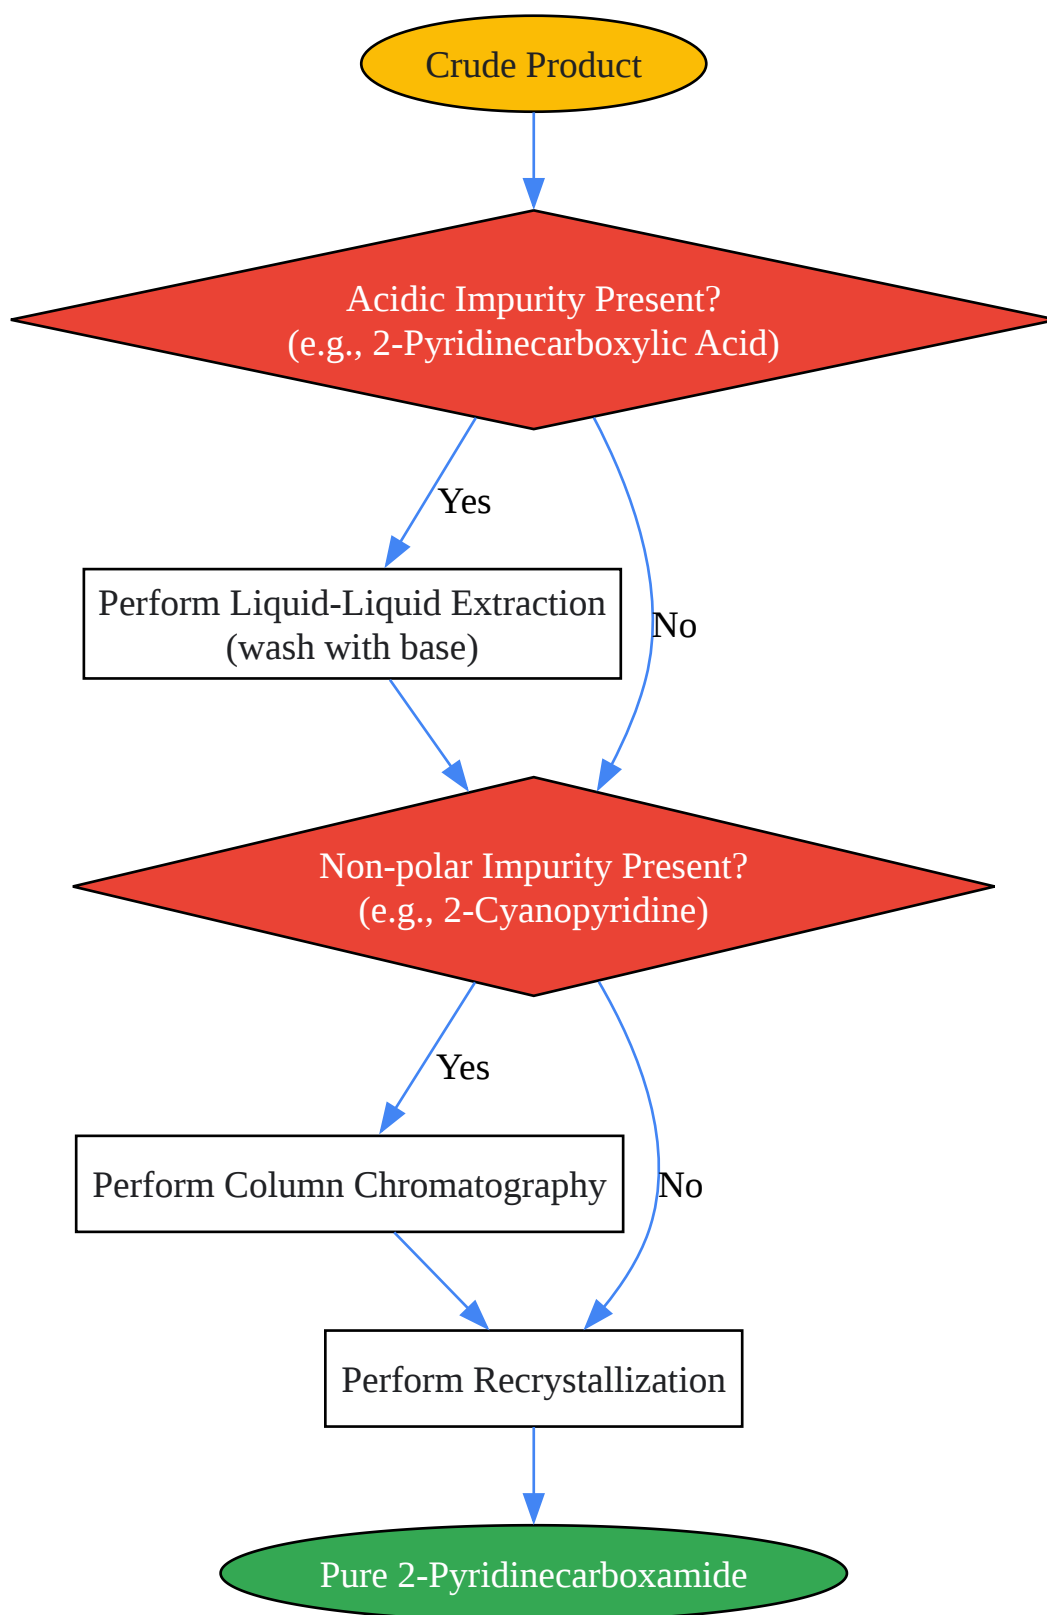 Crude Product
Acidic Impurity Present?
(e.g., 2-Pyridinecarboxylic Acid)
Yes
Perform Liquid-Liquid Extraction
(wash with base)
No
Non-polar Impurity Present?
(e.g., 2-Cyanopyridine)
Yes
Perform Column Chromatography
No
Perform Recrystallization
Pure 2-Pyridinecarboxamide